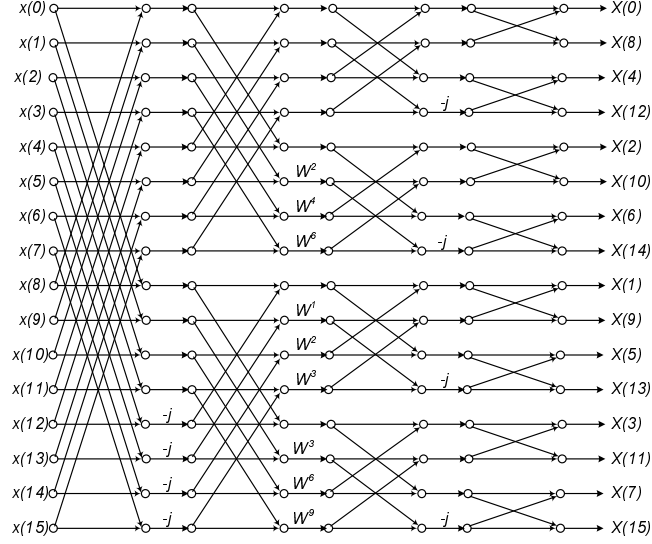 x(0) X(0)
x(1) X(8)
x(2) X(4)
x(3) -j X(12)
x(4) X(2)
x(5) W² X(10)
x(6) W⁴ X(6)
x(7) W⁶ -j X(14)
x(8) X(1)
x(9) W¹ X(9)
x(10) W² X(5)
x(11) W³ -j X(13)
x(12) -j X(3)
x(13) -j W³ X(11)
x(14) -j W⁶ X(7)
x(15) -j W⁹ -j X(15)